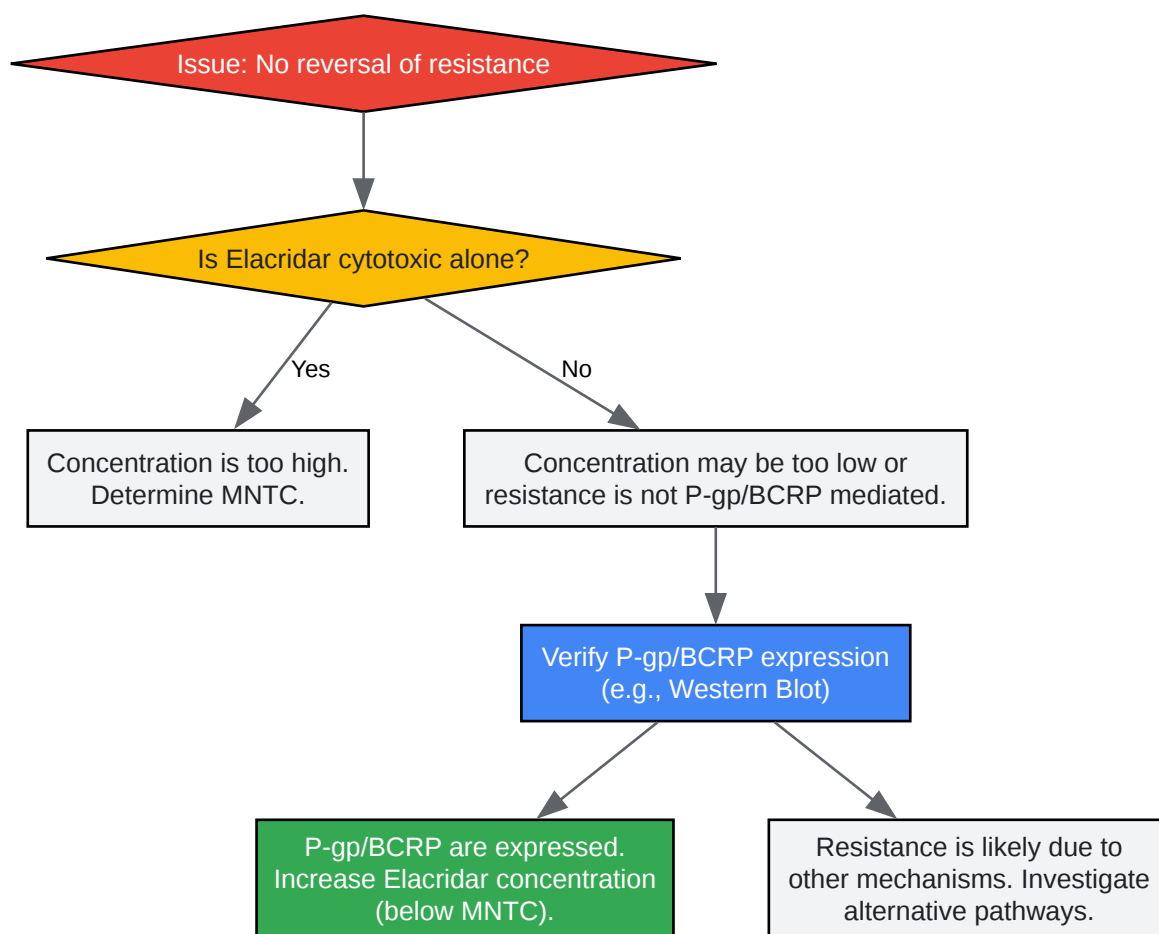 Issue: No reversal of resistance
Is Elacridar cytotoxic alone?
Yes
No
Concentration is too high.
Determine MNTC.
Concentration may be too low or
resistance is not P-gp/BCRP mediated.
Verify P-gp/BCRP expression
(e.g., Western Blot)
P-gp/BCRP are expressed.
Increase Elacridar concentration
(below MNTC).
Resistance is likely due to
other mechanisms. Investigate
alternative pathways.